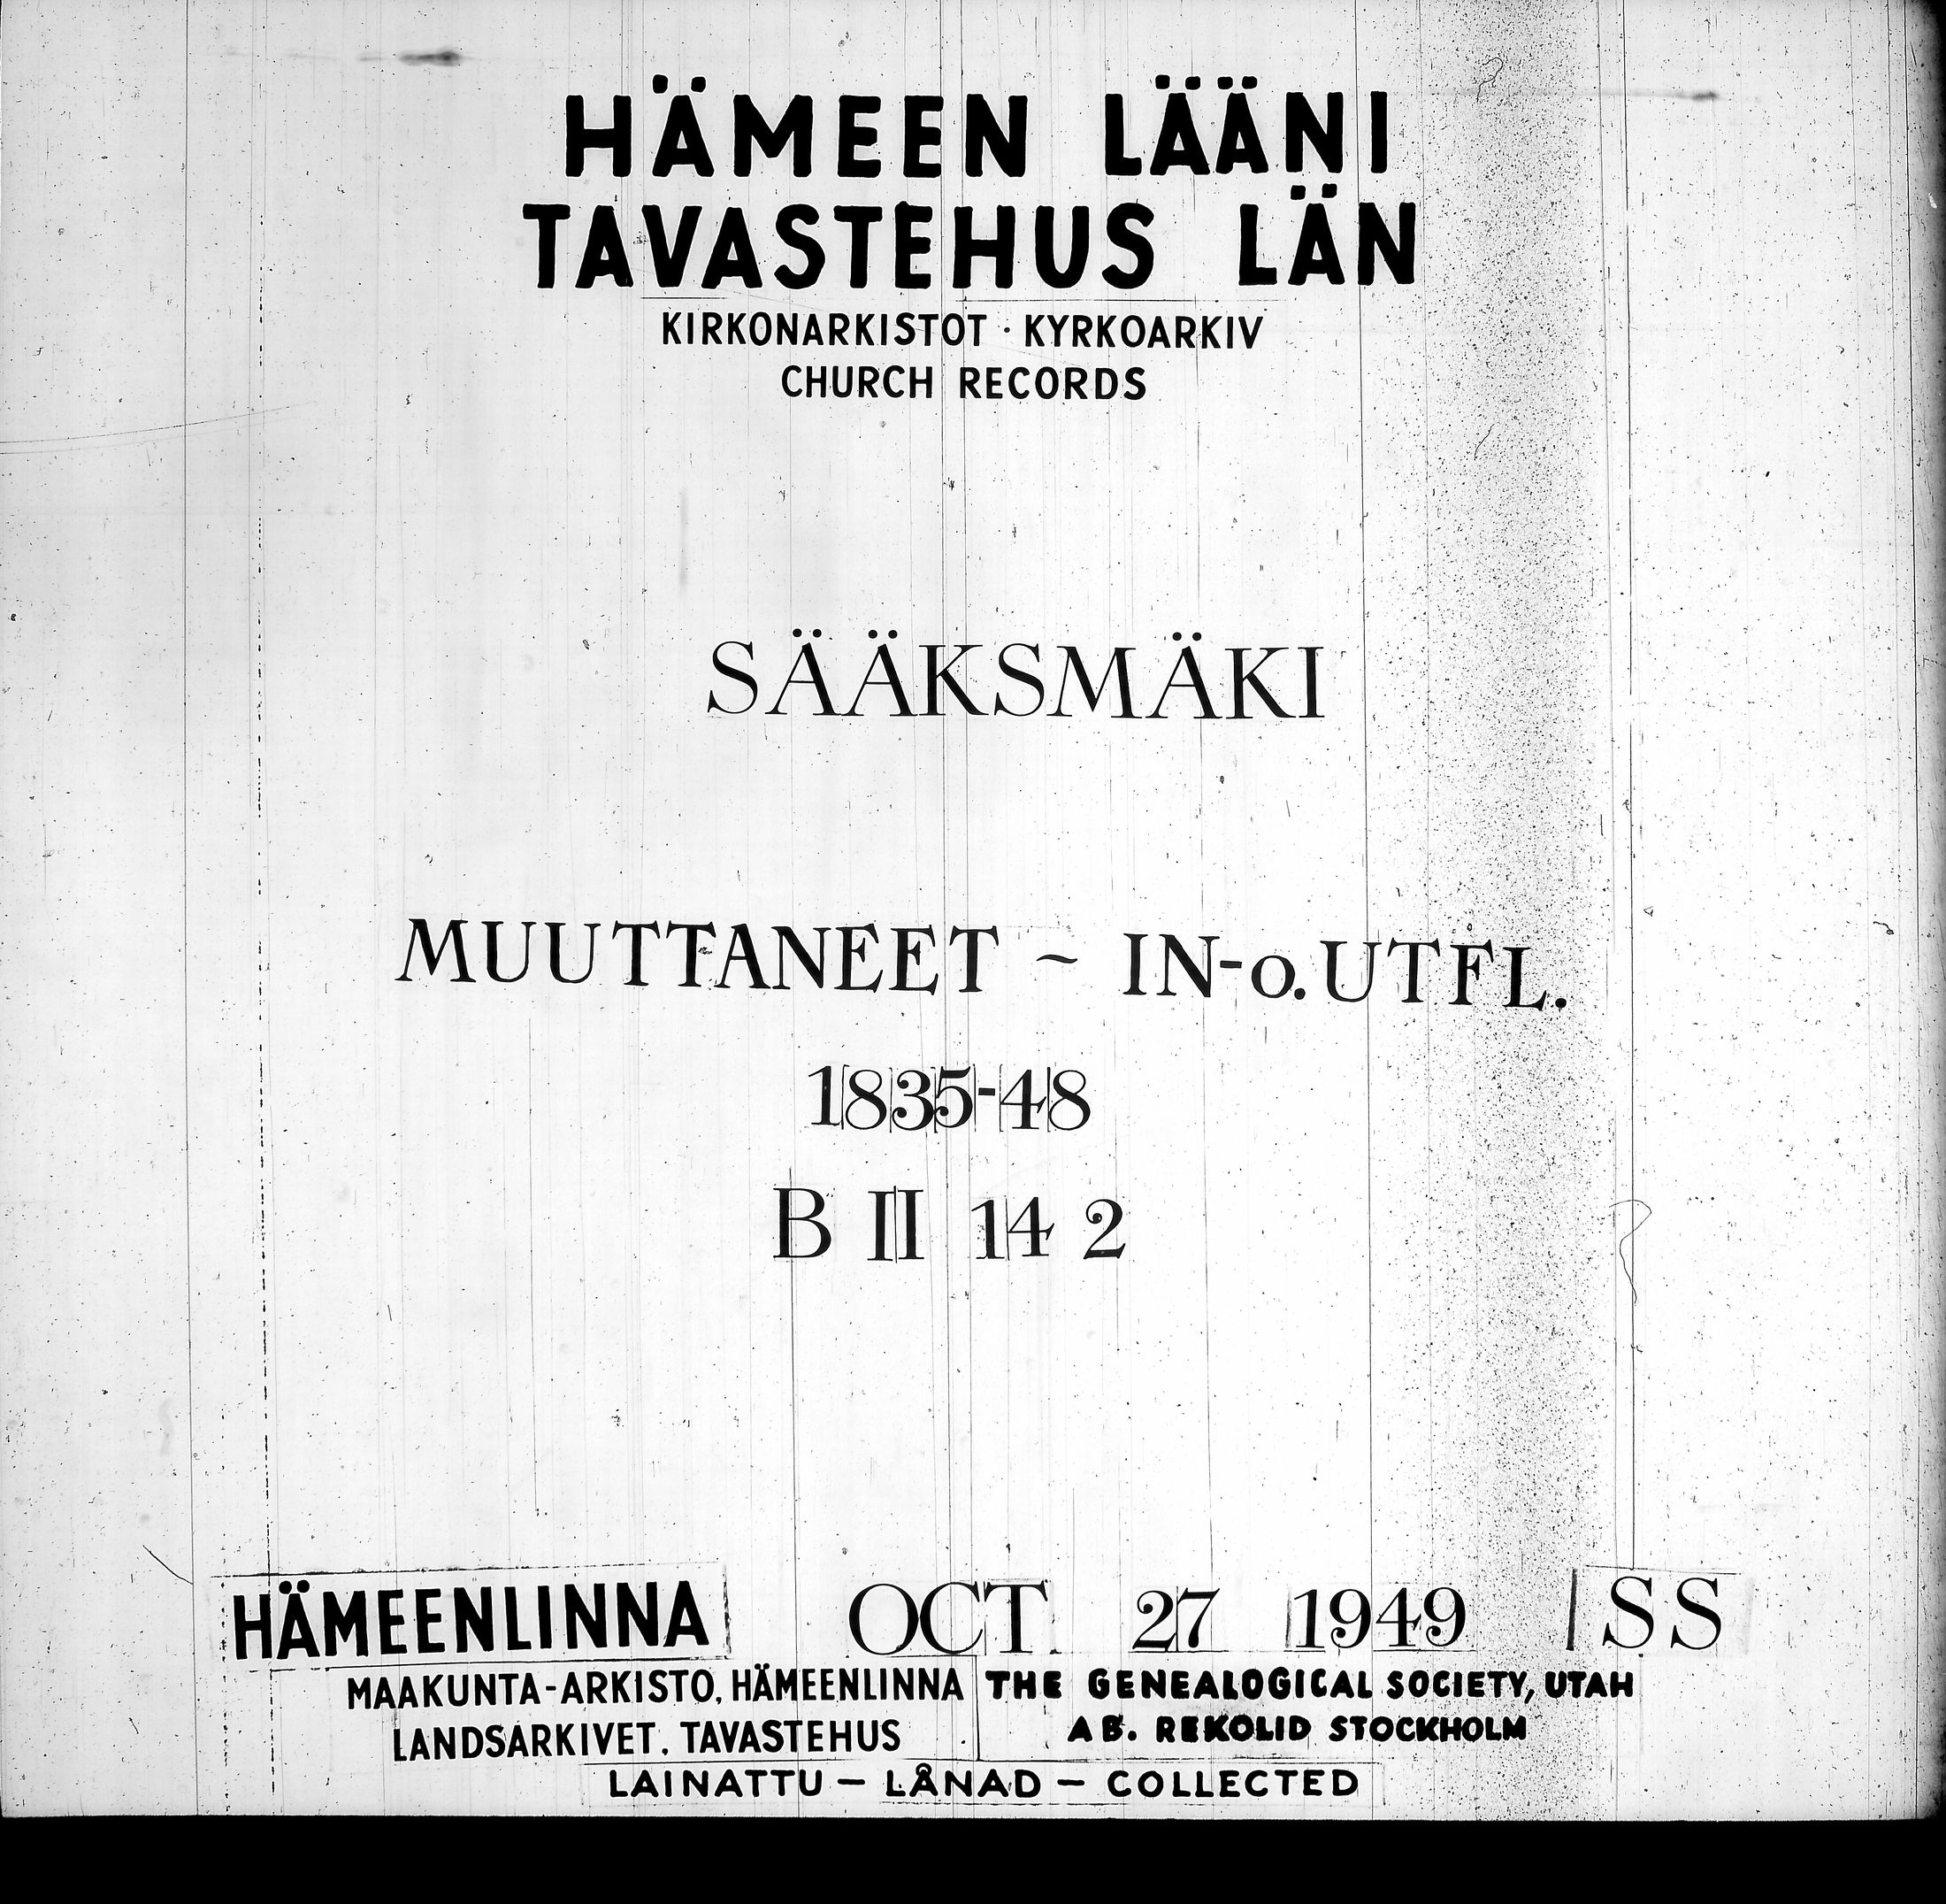 HÄMEEN LÄÄNI
TAVASTEHUS LÄN
KIRKONARKISTOT · KYRKOARKIV
CHURCH RECORDS
SÄÄKSMÄKI
MUUTTANEET ~ IN-o. UTFL.
1835-48
B II 14 2
HÄMEENLINNA OCT. 27 1949 SS
MAAKUNTA-ARKISTO, HÄMEENLINNA THE GENEALOGICAL SOCIETY, UTAH
LANDSARKIVET, TAVASTEHUS AB. REKOLID STOCKHOLM
LAINATTU — LÅNAD — COLLECTED